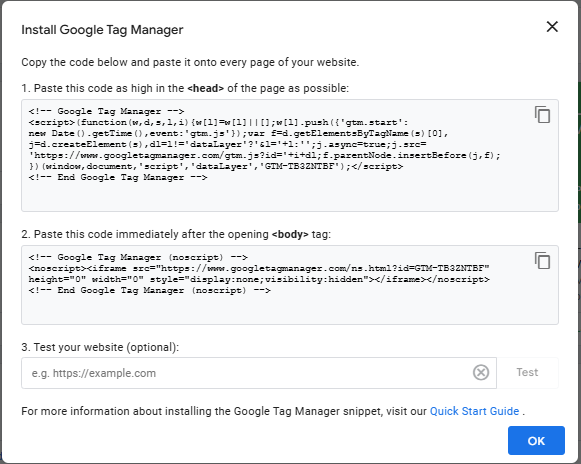 Install Google Tag Manager
Copy the code below and paste it onto every page of your website.
1. Paste this code as high in the <head> of the page as possible:
<!-- Google Tag Manager -->
<script>(function(w,d,s,l,i){w[l]=w[l]||[];w[l].push({'gtm.start':
new Date().getTime(),event:'gtm.js'});var f=d.getElementsByTagName(s)[0],
j=d.createElement(s),dl=l!='dataLayer'?'&l='+l:'';j.async=true;j.src=
'https://www.googletagmanager.com/gtm.js?id='+i+dl;f.parentNode.insertBefore(j,f);
})(window,document,'script','dataLayer','GTM-TB3ZNTBF');</script>
<!-- End Google Tag Manager -->
2. Paste this code immediately after the opening <body> tag:
<!-- Google Tag Manager (noscript) -->
<noscript><iframe src="https://www.googletagmanager.com/ns.html?id=GTM-TB3ZNTBF"
height="0" width="0" style="display:none;visibility:hidden"></iframe></noscript>
<!-- End Google Tag Manager (noscript) -->
3. Test your website (optional):
e.g. https://example.com
Test
For more information about installing the Google Tag Manager snippet, visit our Quick Start Guide .
OK